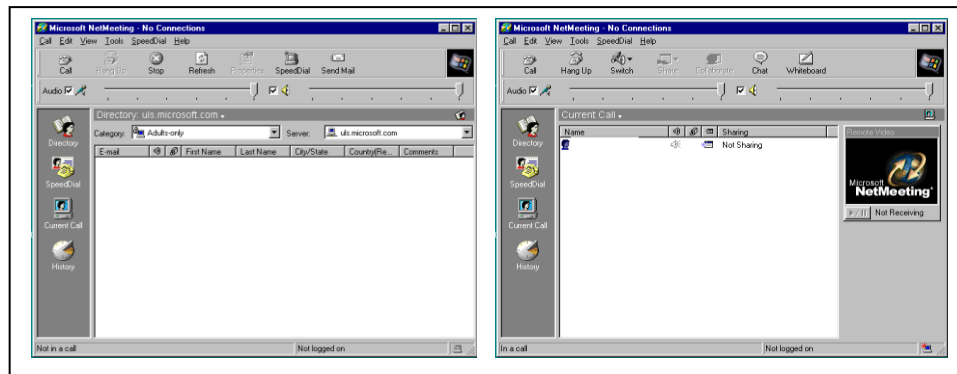 Microsoft NetMeeting - No Connections
Call Edit View Tools SpeedDial Help
Call Hang Up Stop Refresh Properties SpeedDial Send Mail
Audio
Directory: uls.microsoft.com
Category: Adults-only Server: uls.microsoft.com
E-mail First Name Last Name City/State Country(Re... Comments
Directory
SpeedDial
Current Call
History
Not in a call Not logged on
Microsoft NetMeeting - No Connections
Call Edit View Tools SpeedDial Help
Call Hang Up Switch Share Collaborate Chat Whiteboard
Audio
Current Call
Name Sharing
Not Sharing
Directory
SpeedDial
Current Call
History
Remote Video
Microsoft
NetMeeting
Not Receiving
In a call Not logged on